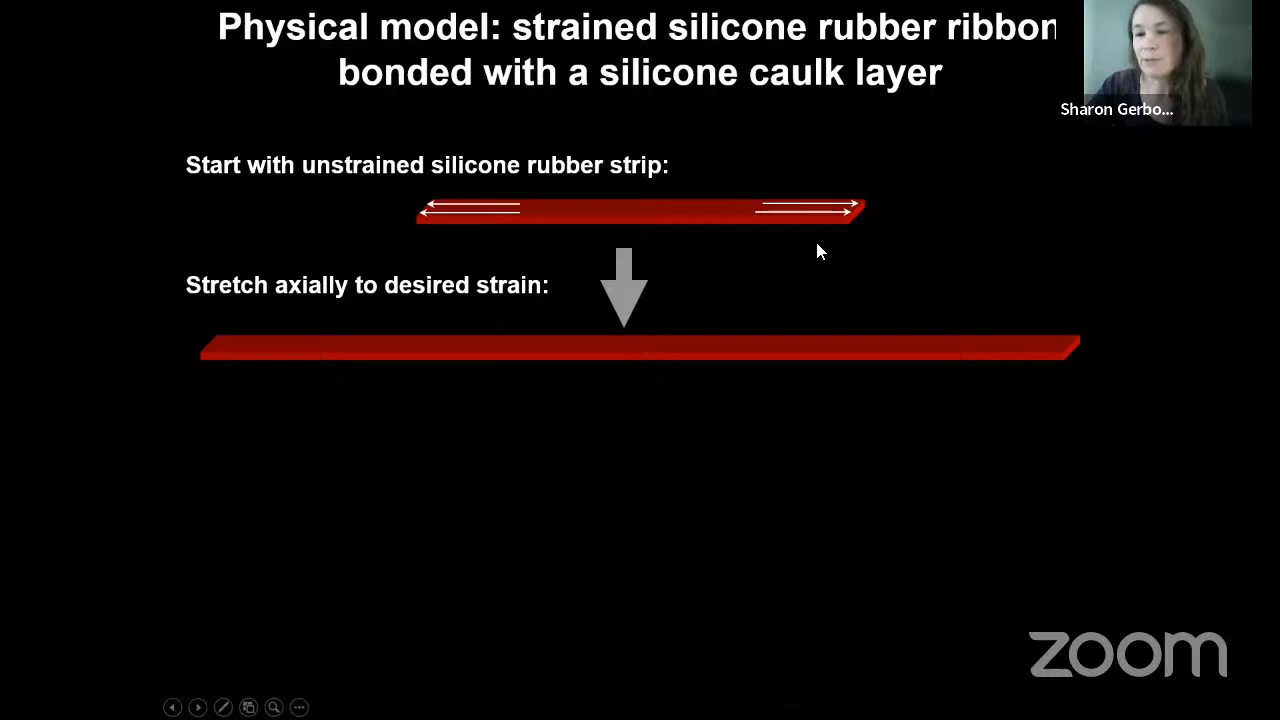 Physical model: strained silicone rubber ribbon
bonded with a silicone caulk layer
Sharon Gerbo...
Start with unstrained silicone rubber strip:
Stretch axially to desired strain:
zoom